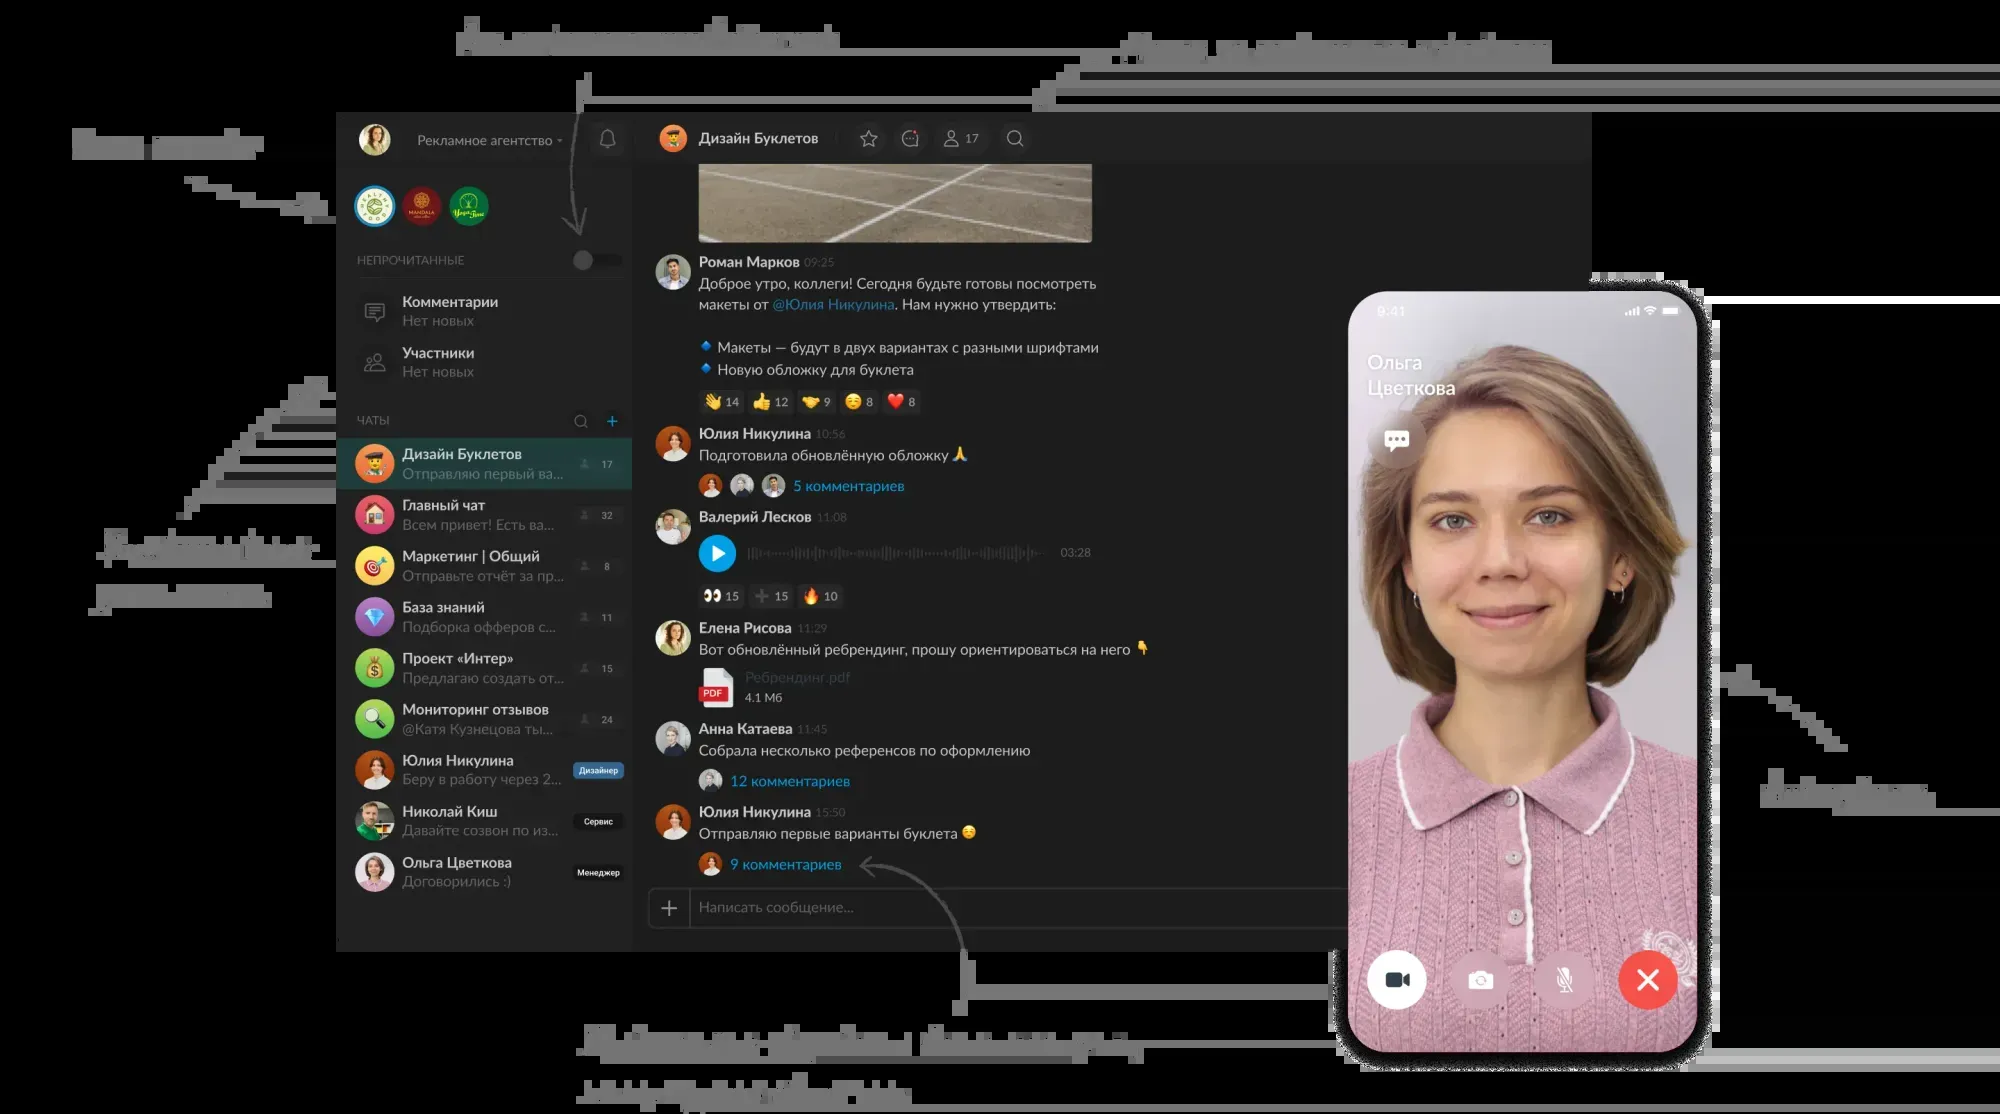 Рекламное агентство
НЕПРОЧИТАННЫЕ
Комментарии
Нет новых
Участники
Нет новых
ЧАТЫ
Дизайн Буклетов
Отправляю первый ва...
17
Главный чат
Всем привет! Есть ва...
32
Маркетинг | Общий
Отправьте отчёт за пр...
8
База знаний
Подборка офферов с...
11
Проект «Интер»
Предлагаю создать от...
15
Мониторинг отзывов
@Катя Кузнецова ты...
24
Юлия Никулина
Беру в работу через 2...
Дизайнер
Николай Киш
Давайте созвон по из...
Сервис
Ольга Цветкова
Договорились :)
Менеджер
Дизайн Буклетов
17
Роман Марков 09:25
Доброе утро, коллеги! Сегодня будьте готовы посмотреть
макеты от @Юлия Никулина. Нам нужно утвердить:
🔹 Макеты — будут в двух вариантах с разными шрифтами
🔹 Новую обложку для буклета
👋 14 👍 12 🤝 9 ☺️ 8 ❤️ 8
Юлия Никулина 10:56
Подготовила обновлённую обложку 🙏
5 комментариев
Валерий Лесков 11:08
03:28
👀 15 ➕ 15 🔥 10
Елена Рисова 11:29
Вот обновлённый ребрендинг, прошу ориентироваться на него 👇
PDF
Ребрендинг.pdf
4.1 Мб
Анна Катаева 11:45
Собрала несколько референсов по оформлению
12 комментариев
Юлия Никулина 15:50
Отправляю первые варианты буклета ☺️
9 комментариев
Написать сообщение...
9:41
Ольга
Цветкова